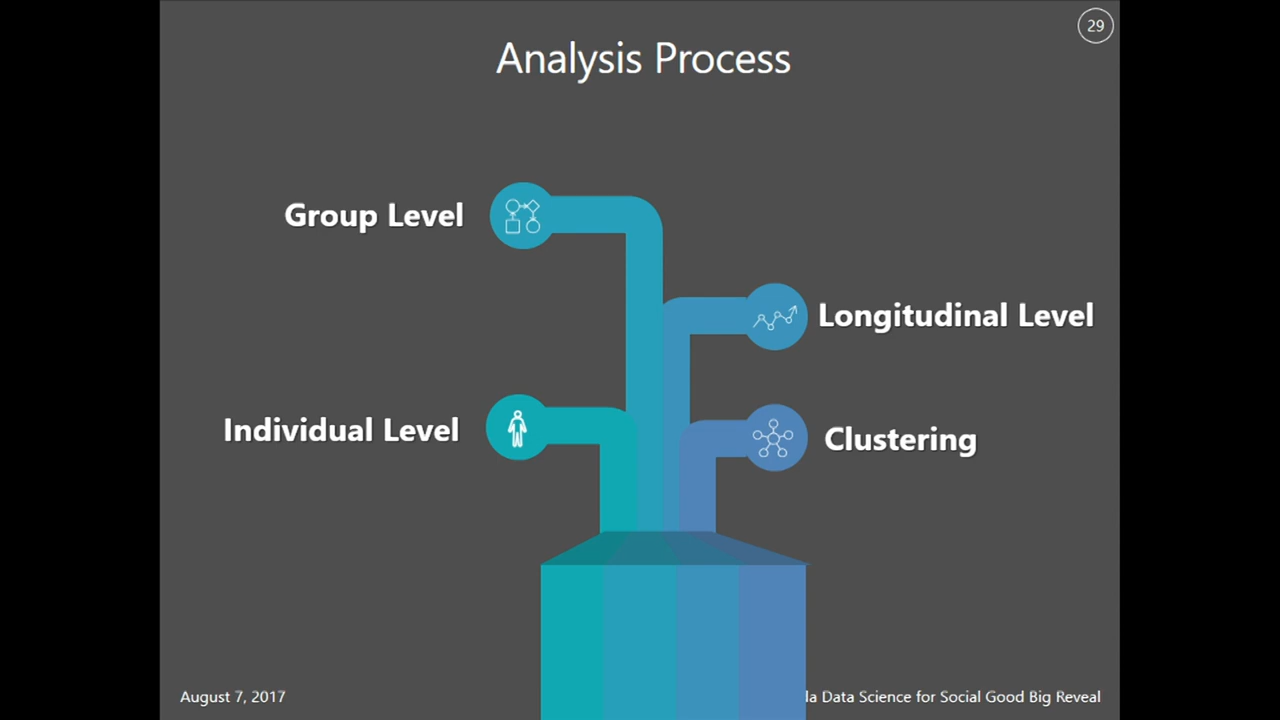 29
Analysis Process
Group Level
Longitudinal Level
Individual Level
Clustering
August 7, 2017
Data Science for Social Good Big Reveal